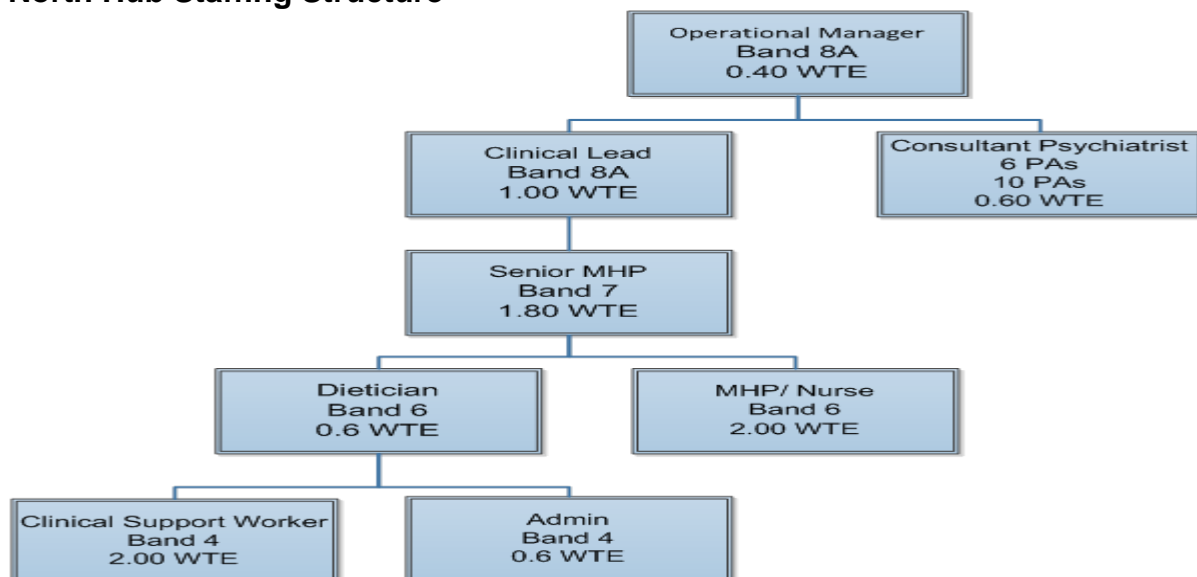 North Hub Staffing Structure
Operational Manager
Band 8A
0.40 WTE
Clinical Lead
Band 8A
1.00 WTE
Consultant Psychiatrist
6 PAs
10 PAs
0.60 WTE
Senior MHP
Band 7
1.80 WTE
Dietician
Band 6
0.6 WTE
MHP/ Nurse
Band 6
2.00 WTE
Clinical Support Worker
Band 4
2.00 WTE
Admin
Band 4
0.6 WTE